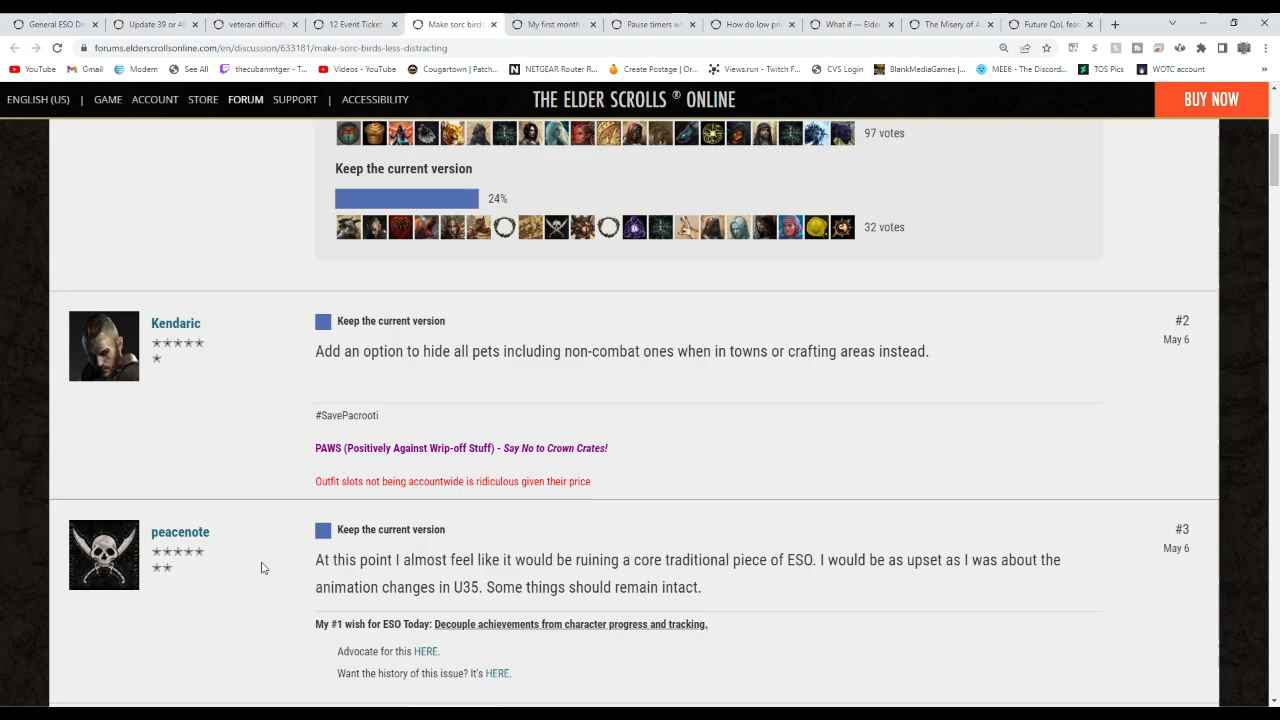 General ESO Dis
Update 39 or 40
veteran difficult
12 Event Ticket
Make sorc birds
My first month a
Pause timers wh
How do low pri
What if — Elder
The Misery of A
Future QoL feat
forums.elderscrollsonline.com/en/discussion/633181/make-sorc-birds-less-distracting
YouTube
Gmail
Modem
See All
thecubanmtger - T...
Videos - YouTube
Cougartown | Patch...
NETGEAR Router R...
Create Postage | Or...
Views.run - Twitch F...
CVS Login
BlankMediaGames |...
MEE6 - The Discord...
TOS Pics
WOTC account
ENGLISH (US) | GAME ACCOUNT STORE FORUM SUPPORT | ACCESSIBILITY
THE ELDER SCROLLS ® ONLINE
BUY NOW
97 votes
Keep the current version
24%
32 votes
Kendaric
Keep the current version
#2
May 6
Add an option to hide all pets including non-combat ones when in towns or crafting areas instead.
#SavePacrooti
PAWS (Positively Against Wrip-off Stuff) - Say No to Crown Crates!
Outfit slots not being accountwide is ridiculous given their price
peacenote
Keep the current version
#3
May 6
At this point I almost feel like it would be ruining a core traditional piece of ESO. I would be as upset as I was about the
animation changes in U35. Some things should remain intact.
My #1 wish for ESO Today: Decouple achievements from character progress and tracking.
Advocate for this HERE.
Want the history of this issue? It's HERE.